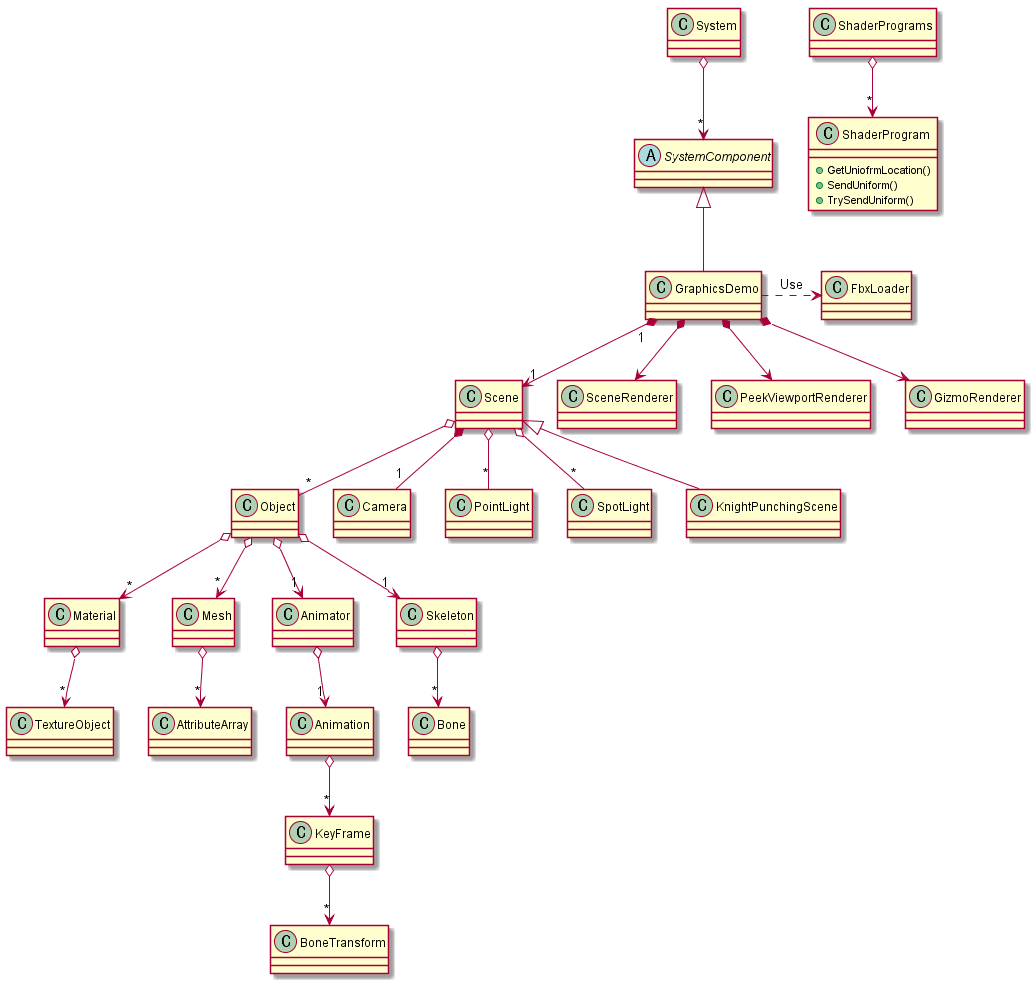 C System
C ShaderPrograms
*
*
A SystemComponent
C ShaderProgram
GetUniofrmLocation()
SendUniform()
TrySendUniform()
C GraphicsDemo
Use
C FbxLoader
1
1
C Scene
C SceneRenderer
C PeekViewportRenderer
C GizmoRenderer
*
1
*
*
C Object
C Camera
C PointLight
C SpotLight
C KnightPunchingScene
*
*
1
1
C Material
C Mesh
C Animator
C Skeleton
*
*
1
*
C TextureObject
C AttributeArray
C Animation
C Bone
*
C KeyFrame
*
C BoneTransform